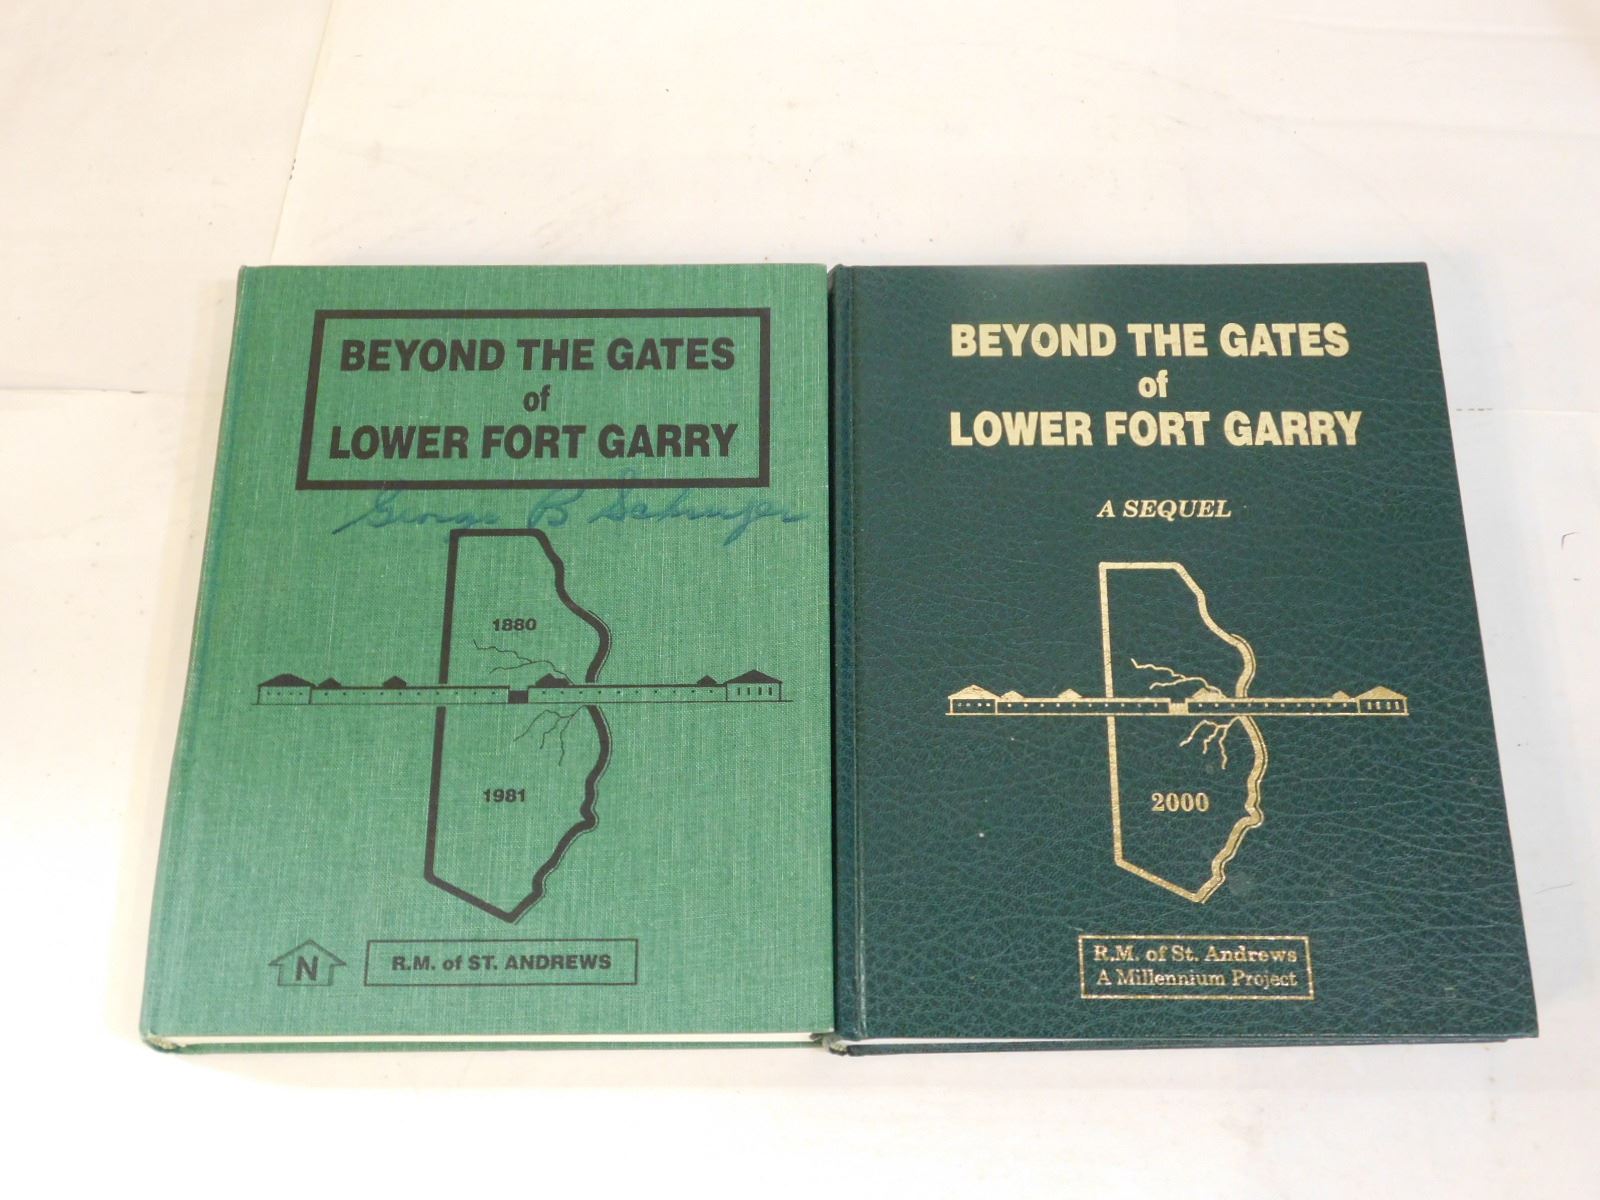 BEYOND THE GATES
of
LOWER FORT GARRY
George B
1880
1981
N
R.M. of ST. ANDREWS
BEYOND THE GATES
of
LOWER FORT GARRY
A SEQUEL
2000
R.M. of St. Andrews
A Millennium Project